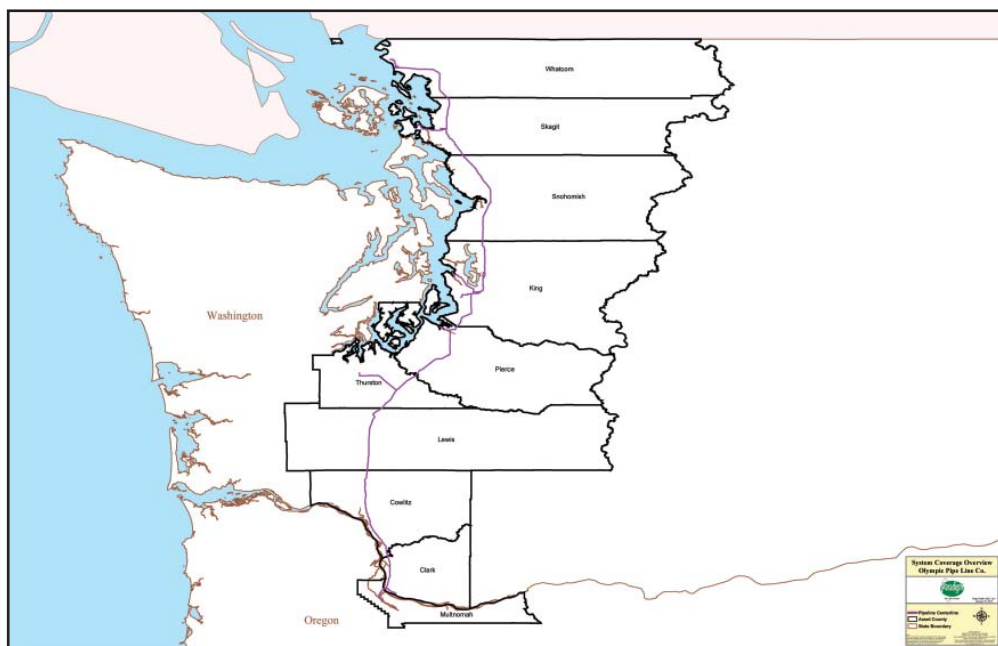 Whatcom
Skagit
Snohomish
King
Washington
Pierce
Thurston
Lewis
Cowlitz
Clark
Multnomah
Oregon
System Coverage Overview
Olympic Pipe Line Co.
Pipeline Centerline
Asset County
State Boundary